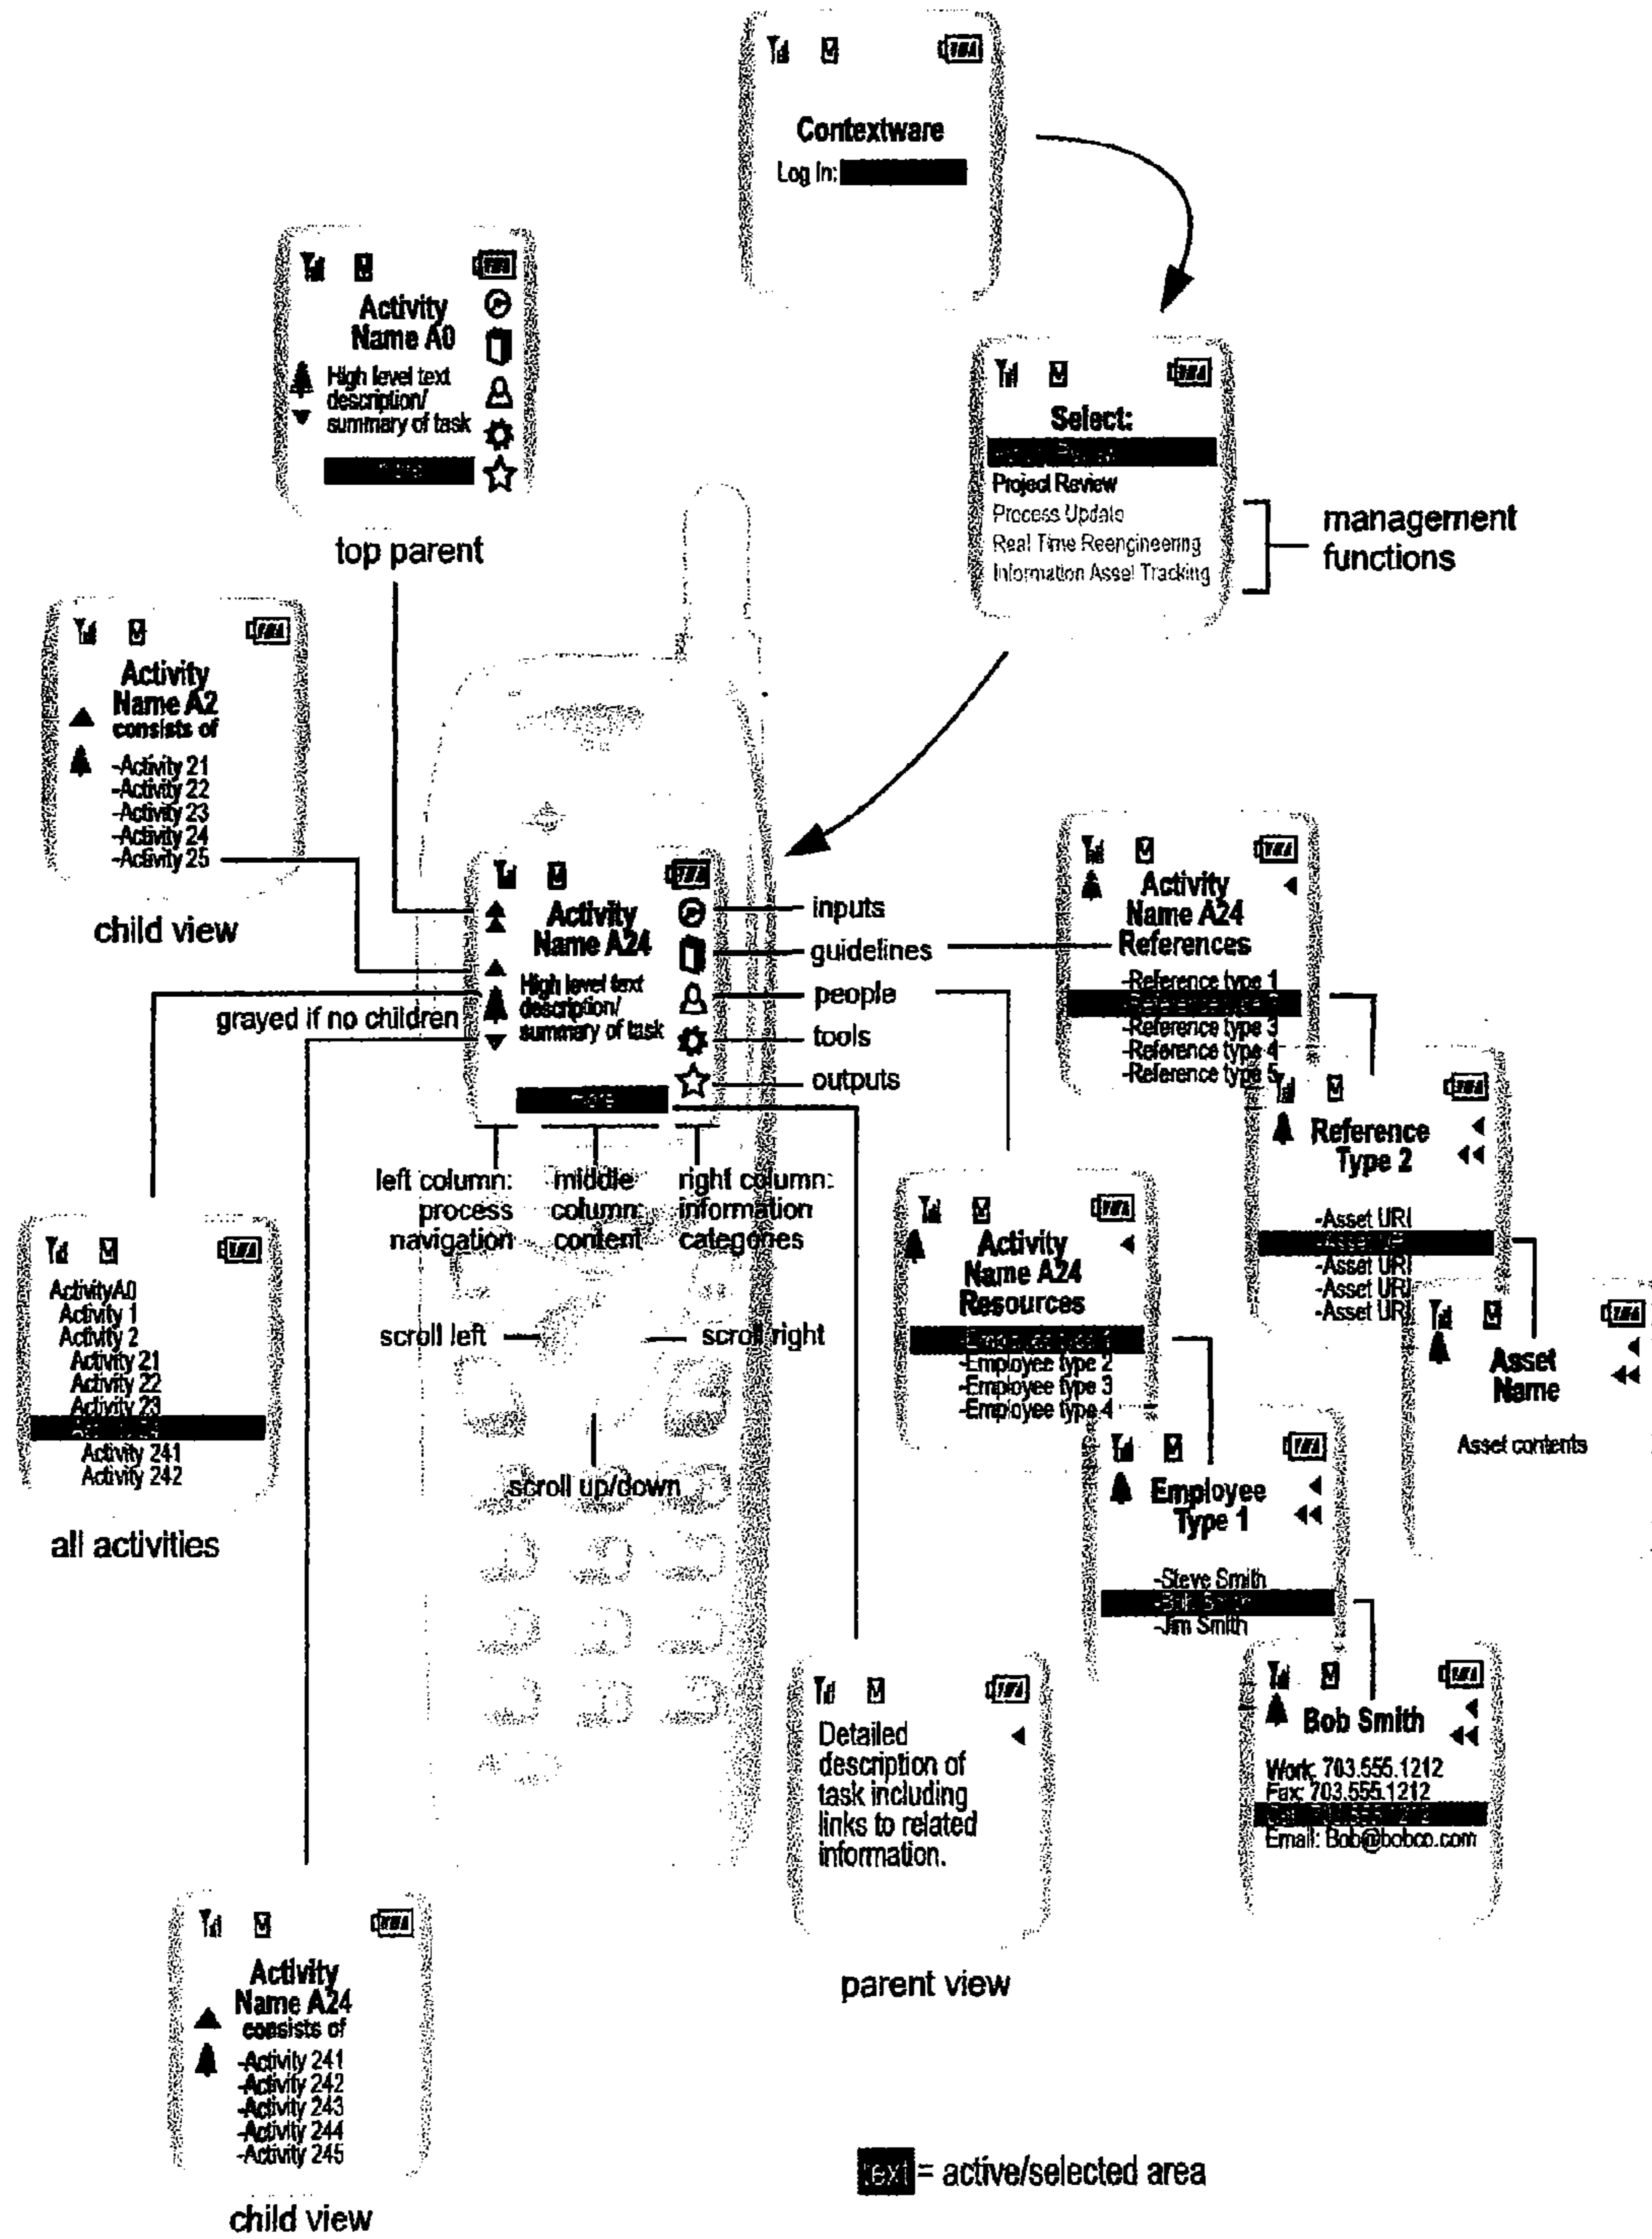 Contextware
Log In:
Select:
Project Review
Process Update
Real Time Reengineering
Information Asset Tracking
management
functions
Activity
Name A0
High level text
description/
summary of task
top parent
Activity
Name A2
consists of
-Activity 21
-Activity 22
-Activity 23
-Activity 24
-Activity 25
child view
Activity
Name A24
High level text
description/
summary of task
more
grayed if no children
inputs
guidelines
people
tools
outputs
left column:
process
navigation
middle
column:
content
right column:
information
categories
scroll left
scroll right
scroll up/down
Activity
Name A24
References
-Reference type 1
-Reference type 3
-Reference type 4
-Reference type 5
Reference
Type 2
-Asset URI
-Asset URI
-Asset URI
-Asset URI
Asset
Name
Asset contents
Activity
Name A24
Resources
-Employee type 2
-Employee type 3
-Employee type 4
Employee
Type 1
-Steve Smith
-Bob Smith
-Jim Smith
Bob Smith
Work: 703.555.1212
Fax: 703.555.1212
Email: Bob@bobco.com
ActivityA0
Activity 1
Activity 2
Activity 21
Activity 22
Activity 23
Activity 241
Activity 242
all activities
Detailed
description of
task including
links to related
information.
parent view
Activity
Name A24
consists of
-Activity 241
-Activity 242
-Activity 243
-Activity 244
-Activity 245
child view
text = active/selected area